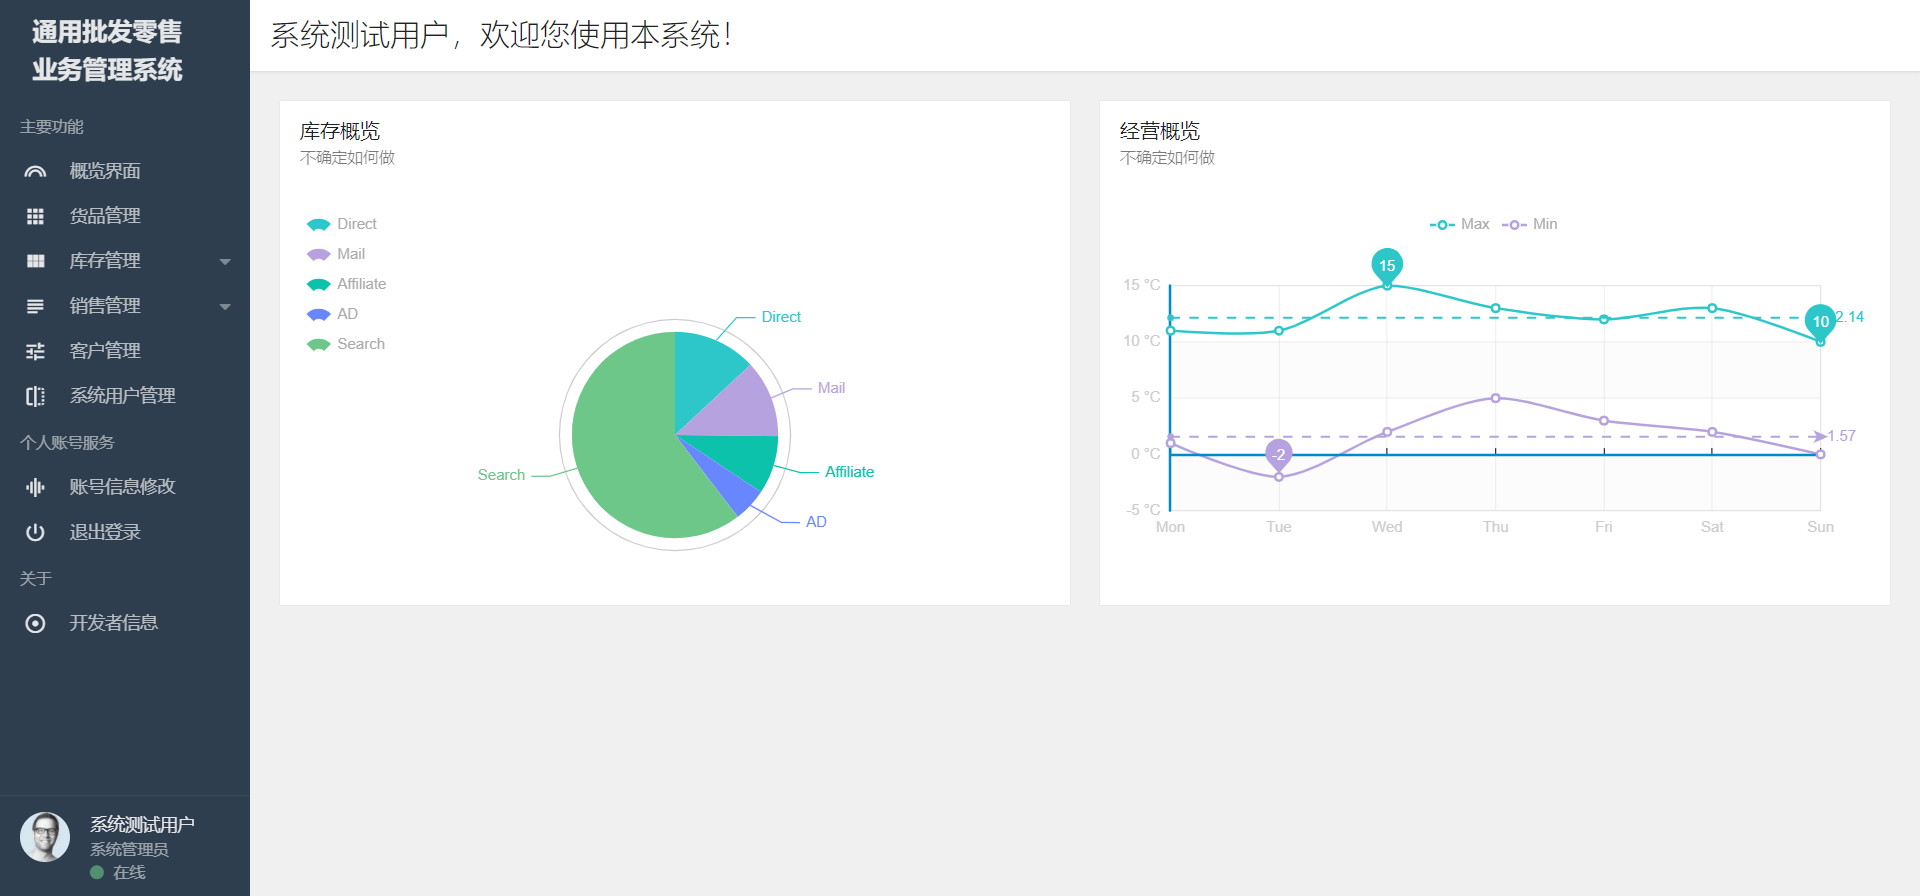 通用批发零售
业务管理系统
主要功能
概览界面
货品管理
库存管理
销售管理
客户管理
系统用户管理
个人账号服务
账号信息修改
退出登录
关于
开发者信息
系统测试用户
系统管理员
在线
系统测试用户，欢迎您使用本系统！
库存概览
不确定如何做
Direct
Mail
Affiliate
AD
Search
Direct
Mail
Affiliate
AD
Search
经营概览
不确定如何做
Max Min
15
15 °C
10
2.14
10 °C
5 °C
1.57
0 °C
-2
-5 °C
Mon Tue Wed Thu Fri Sat Sun